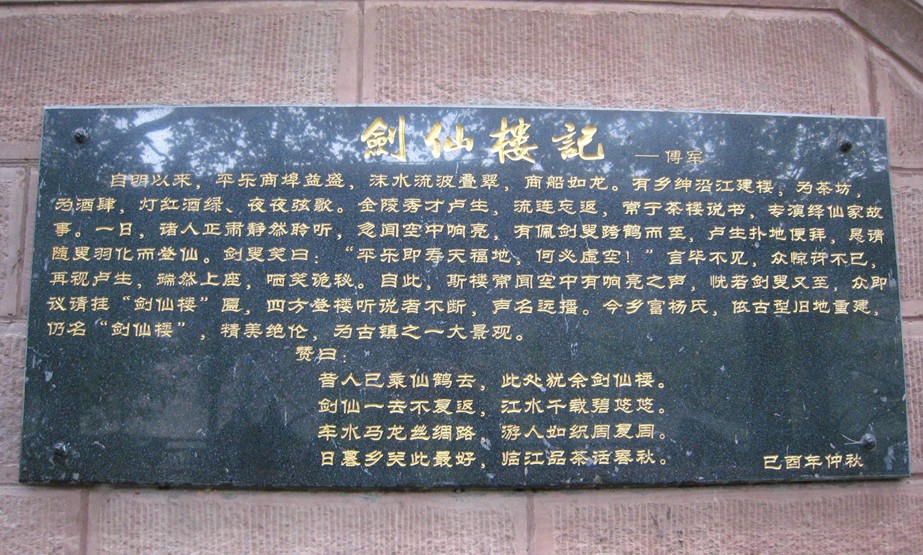 剑仙楼記
—傅军
自明以来，平乐商埠益盛，沫水流波叠翠，商船如龙。有乡绅沿江建楼，为茶坊，
为酒肆，灯红酒绿、夜夜弦歌。金陵秀才卢生，流连忘返，常于茶楼说书，专演绎仙家故
事。一日，诸人正肃静然聆听，忽闻空中响亮，有佩剑叟跨鹤而至，卢生扑地便拜，恳请
随叟羽化而登仙。剑叟笑曰：“平乐即寿天福地，何必虚空！”言毕不见，众惊讶不已，
再视卢生，端然上座，哂笑诡秘。自此，斯楼常闻空中有响亮之声，恍若剑叟又至，众即
议请挂“剑仙楼”匾，四方登楼听说者不断，声名远播。今乡富杨氏，依古型旧地重建，
仍名“剑仙楼”，精美绝伦，为古镇之一大景观。
赞曰：
昔人已乘仙鹤去，此处犹余剑仙楼。
剑仙一去不复返，江水千载碧悠悠。
车水马龙丝绸路，游人如织周复周。
日暮乡关此最好，临江品茶话春秋。
己酉年仲秋